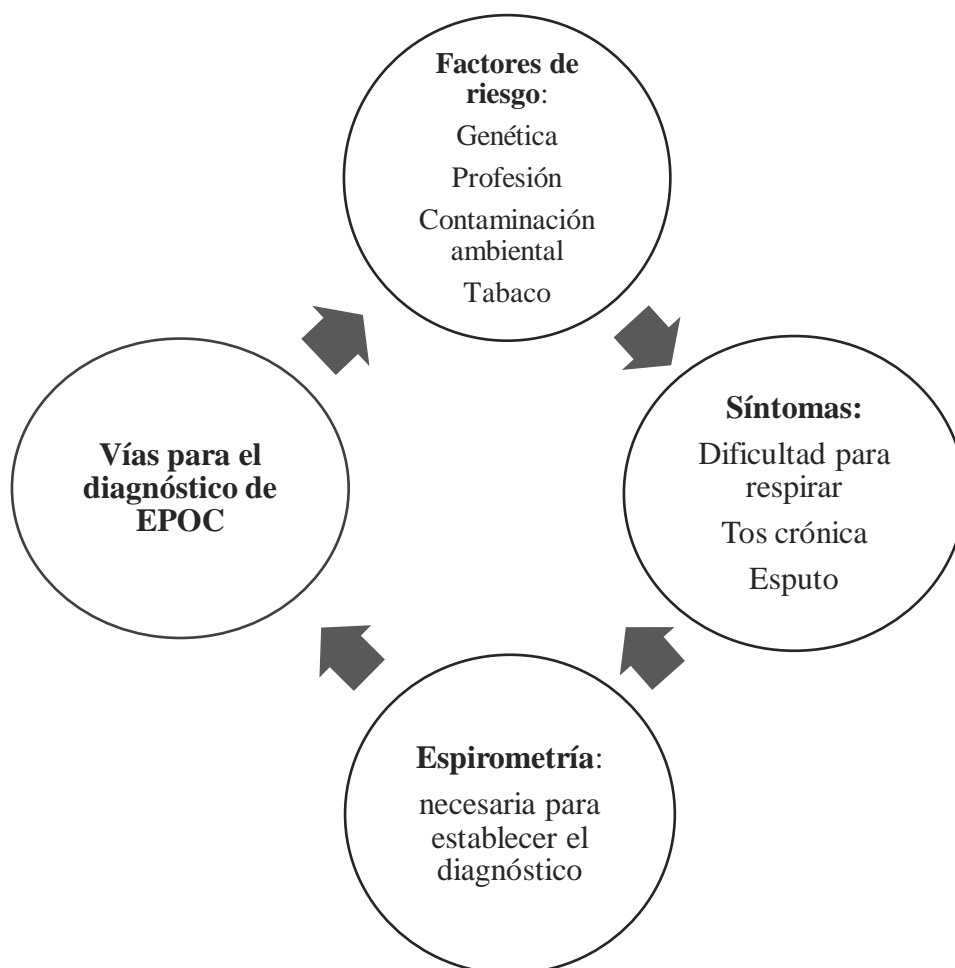 Factores de
riesgo:
Genética
Profesión
Contaminación
ambiental
Tabaco
Síntomas:
Dificultad para
respirar
Tos crónica
Esputo
Espirometría:
necesaria para
establecer el
diagnóstico
Vías para el
diagnóstico de
EPOC